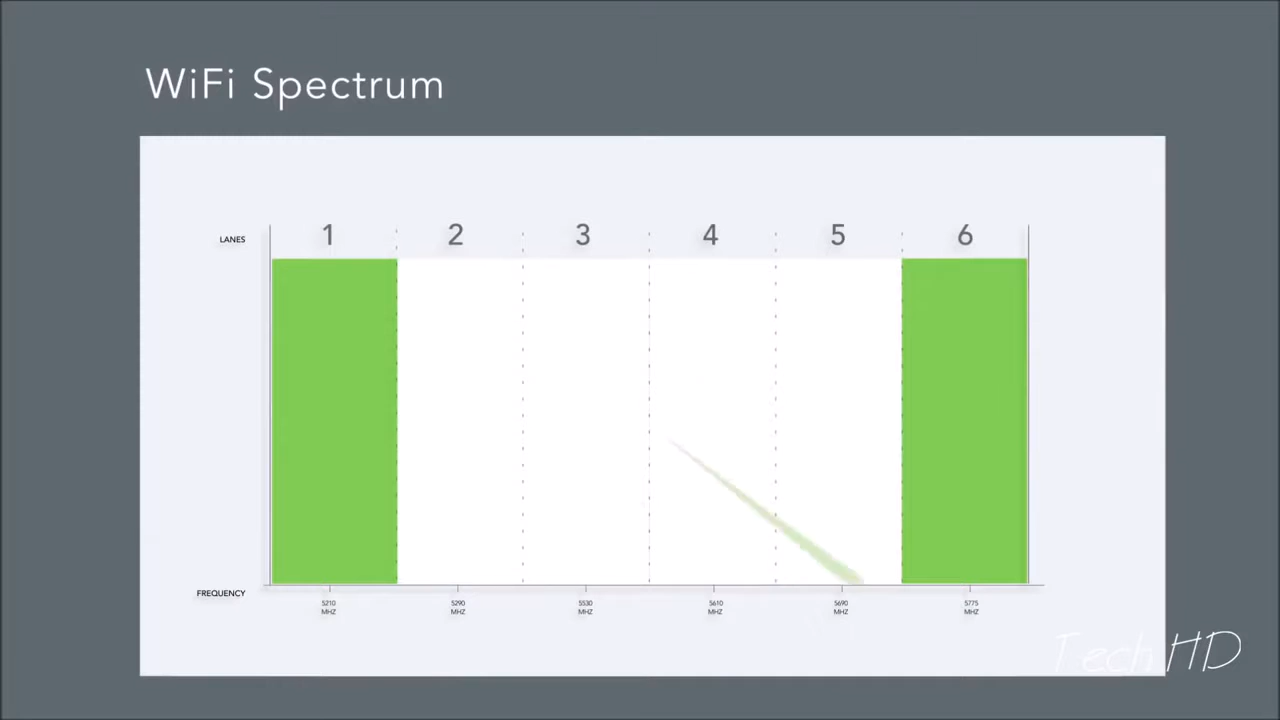 WiFi Spectrum
LANES 1 2 3 4 5 6
FREQUENCY
5210 5290 5530 5610 5690 5775
MHZ MHZ MHZ MHZ MHZ MHZ
Tech HD